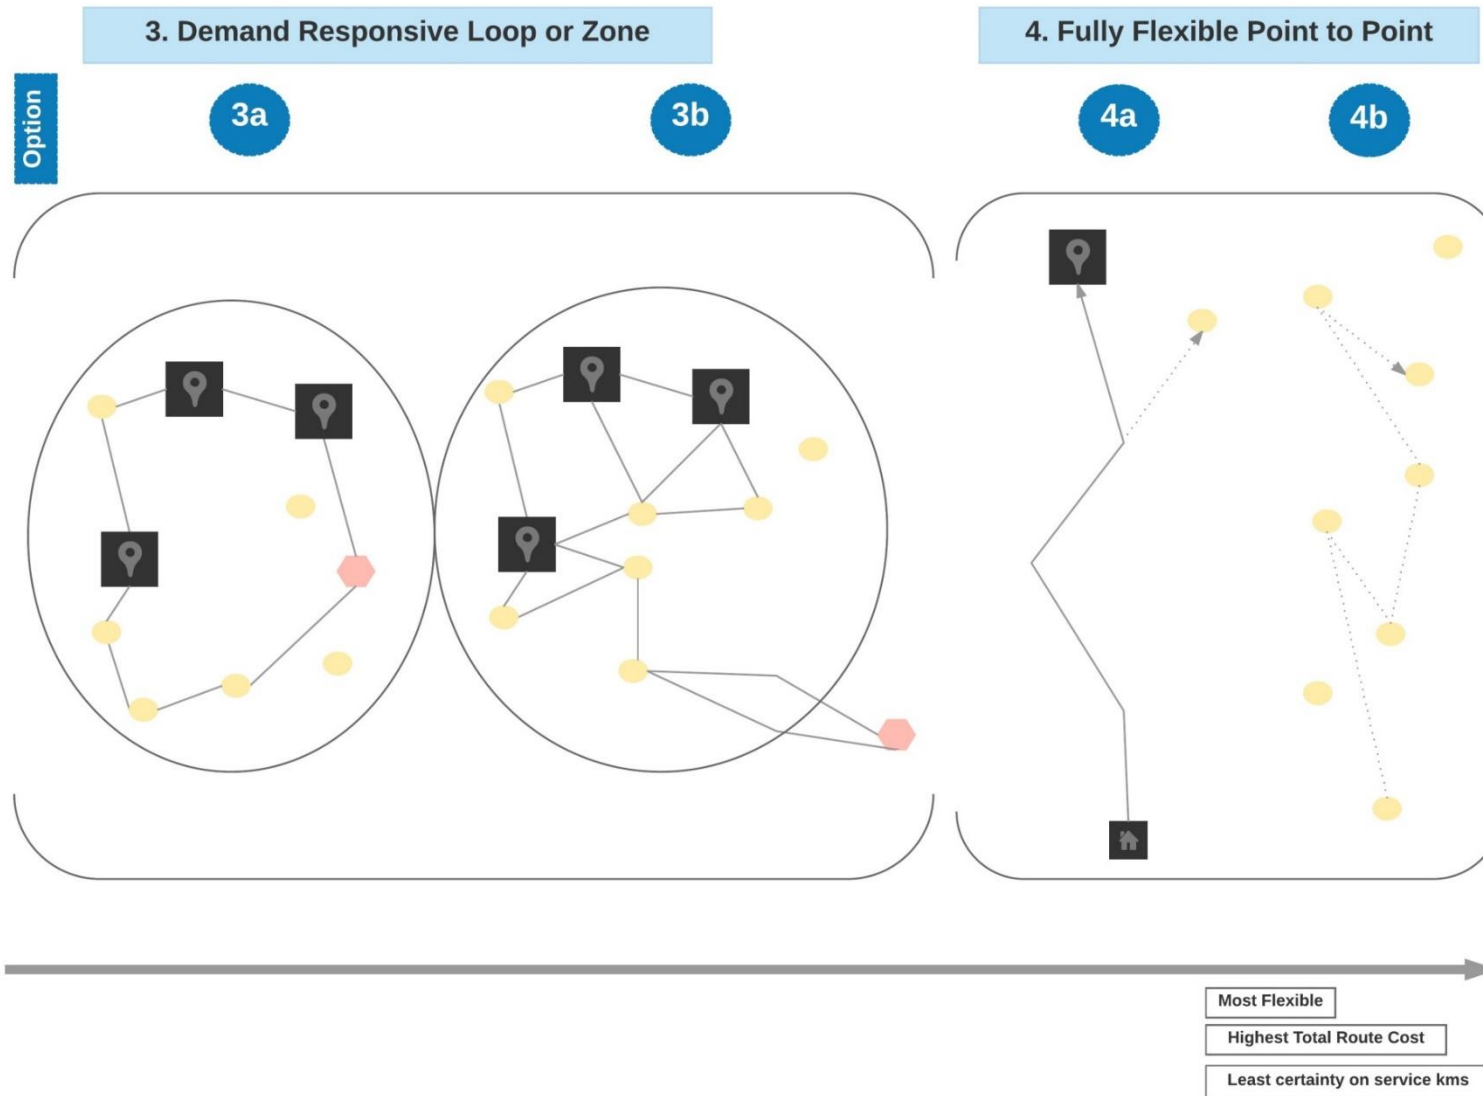 3. Demand Responsive Loop or Zone
4. Fully Flexible Point to Point
Option
3a
3b
4a
4b
Most Flexible
Highest Total Route Cost
Least certainty on service kms